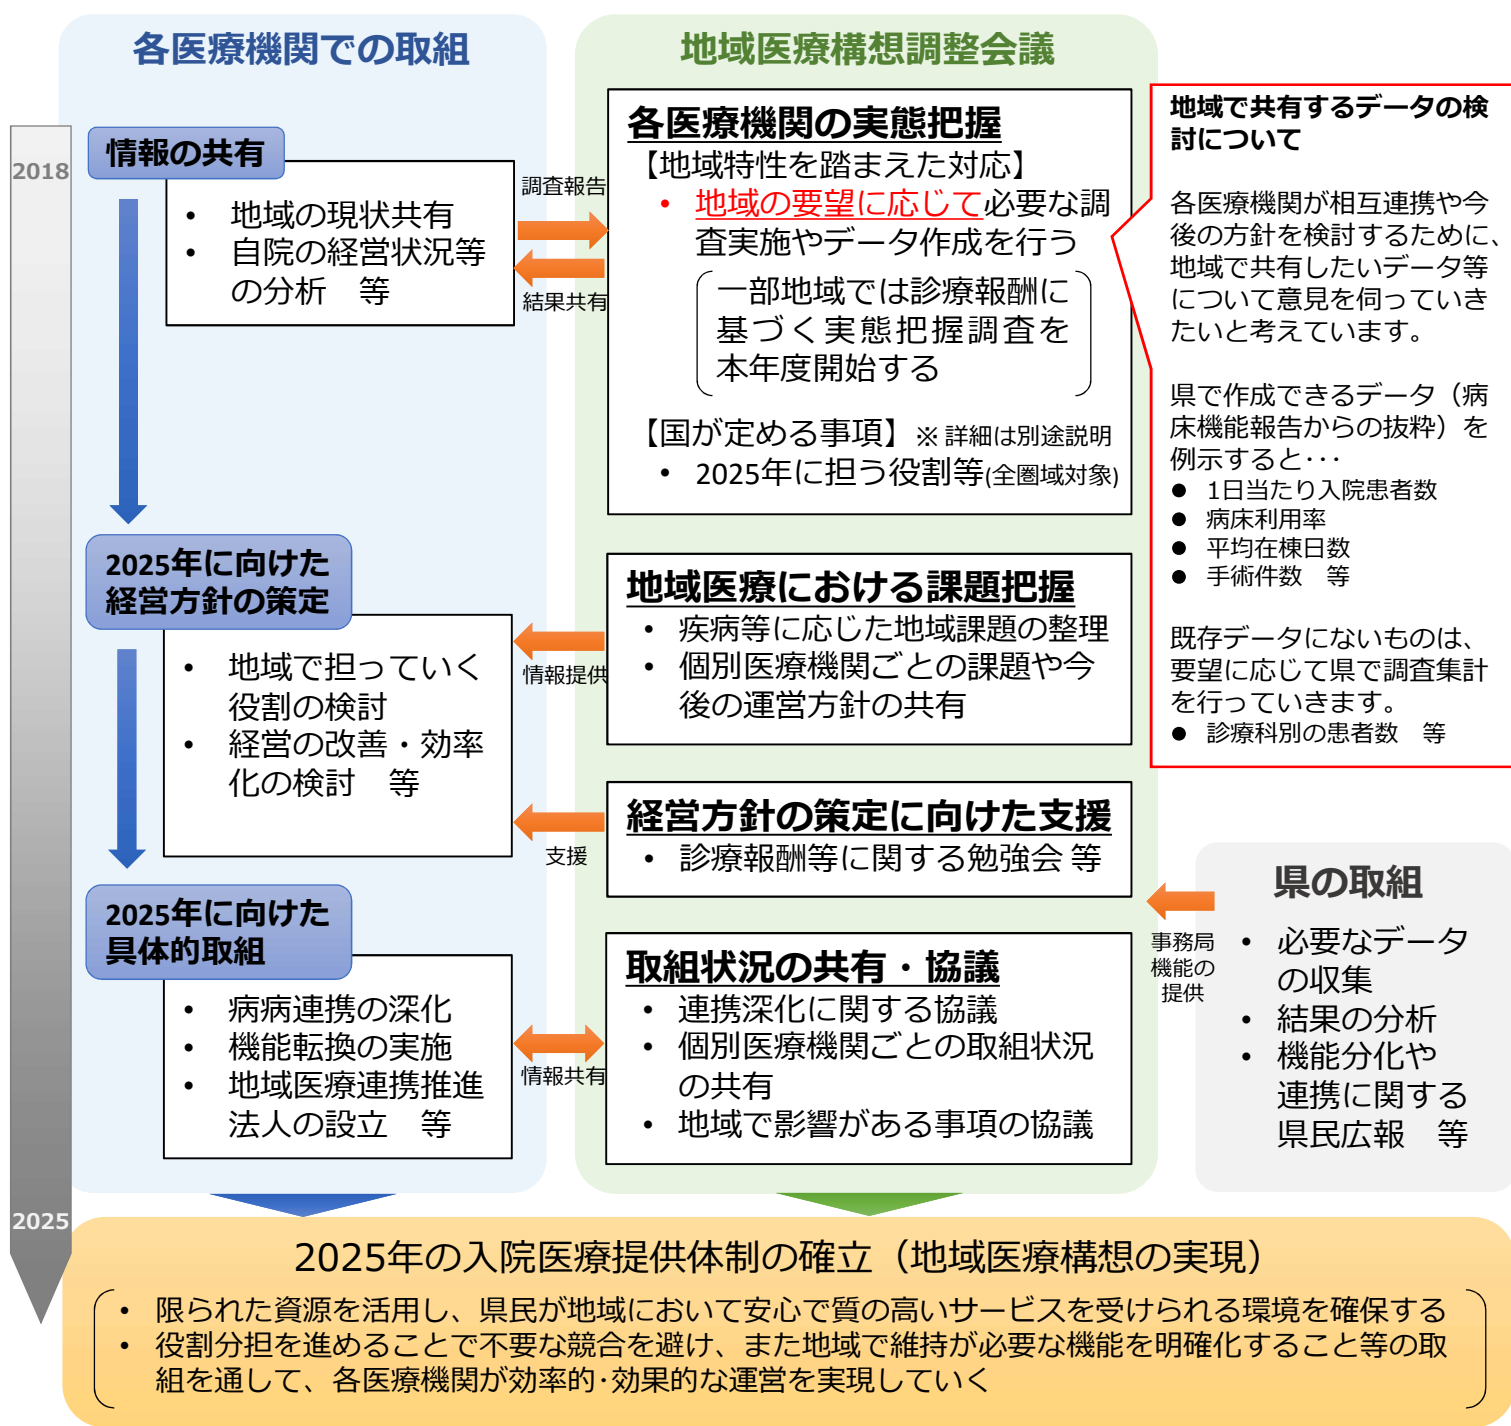 各医療機関での取組
地域医療構想調整会議
2018
2025
情報の共有
• 地域の現状共有
• 自院の経営状況等
の分析　等
調査報告
結果共有
各医療機関の実態把握
【地域特性を踏まえた対応】
• 地域の要望に応じて必要な調
査実施やデータ作成を行う
一部地域では診療報酬に
基づく実態把握調査を
本年度開始する
【国が定める事項】※ 詳細は別途説明
• 2025年に担う役割等(全圏域対象)
地域で共有するデータの検
討について
各医療機関が相互連携や今
後の方針を検討するために、
地域で共有したいデータ等
について意見を伺っていき
たいと考えています。
県で作成できるデータ（病
床機能報告からの抜粋）を
例示すると･･･
● 1日当たり入院患者数
● 病床利用率
● 平均在棟日数
● 手術件数　等
既存データにないものは、
要望に応じて県で調査集計
を行っていきます。
● 診療科別の患者数　等
2025年に向けた
経営方針の策定
• 地域で担っていく
役割の検討
• 経営の改善・効率
化の検討　等
情報提供
支援
地域医療における課題把握
• 疾病等に応じた地域課題の整理
• 個別医療機関ごとの課題や今
後の運営方針の共有
経営方針の策定に向けた支援
• 診療報酬等に関する勉強会 等
2025年に向けた
具体的取組
• 病病連携の深化
• 機能転換の実施
• 地域医療連携推進
法人の設立　等
情報共有
取組状況の共有・協議
• 連携深化に関する協議
• 個別医療機関ごとの取組状況
の共有
• 地域で影響がある事項の協議
事務局
機能の
提供
県の取組
• 必要なデータ
の収集
• 結果の分析
• 機能分化や
連携に関する
県民広報　等
2025年の入院医療提供体制の確立（地域医療構想の実現）
• 限られた資源を活用し、県民が地域において安心で質の高いサービスを受けられる環境を確保する
• 役割分担を進めることで不要な競合を避け、また地域で維持が必要な機能を明確化すること等の取
組を通して、各医療機関が効率的･効果的な運営を実現していく